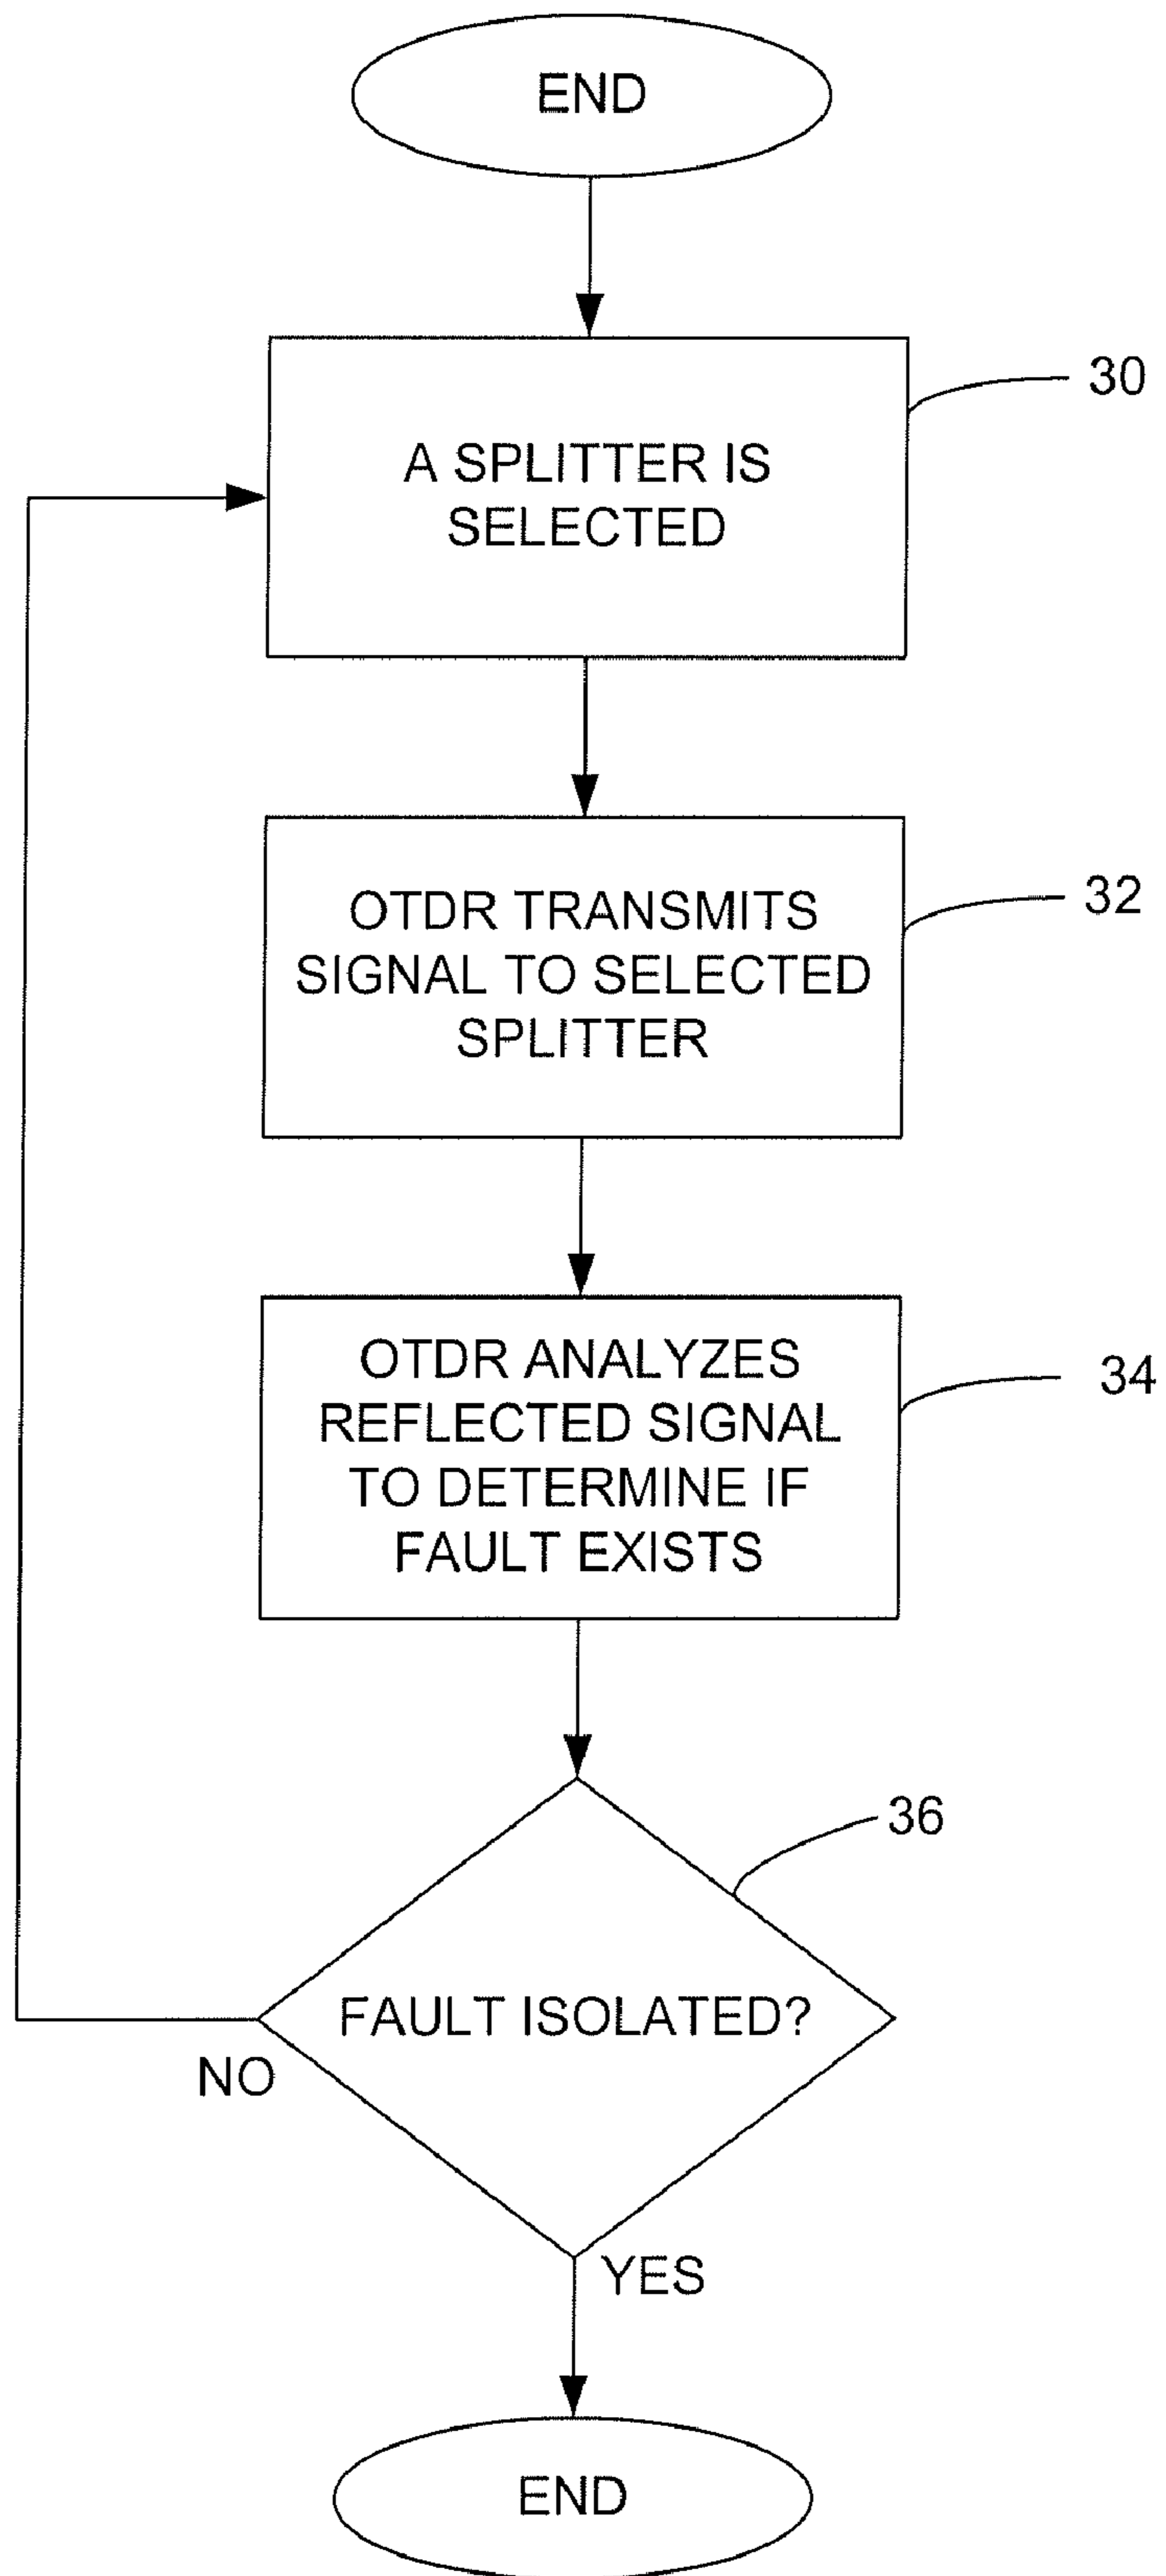 END
30
A SPLITTER IS
SELECTED
32
OTDR TRANSMITS
SIGNAL TO SELECTED
SPLITTER
34
OTDR ANALYZES
REFLECTED SIGNAL
TO DETERMINE IF
FAULT EXISTS
36
FAULT ISOLATED?
NO
YES
END